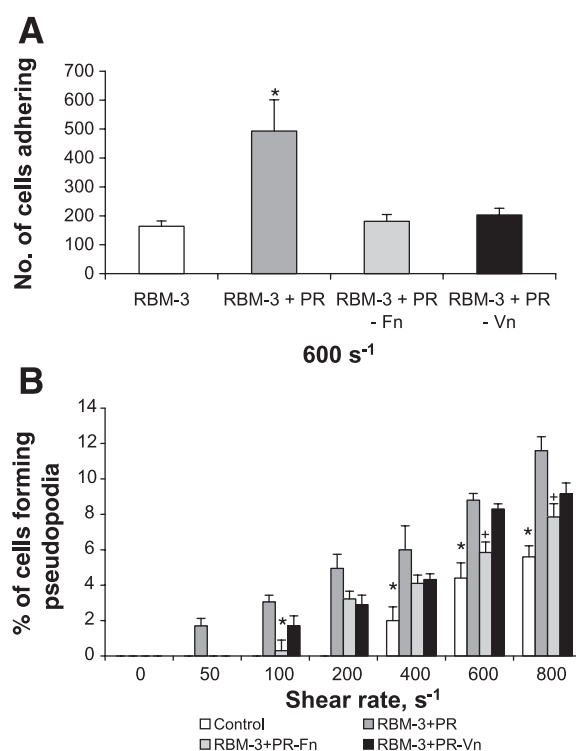 A
No. of cells adhering
700
600
500
400
300
200
100
0
*
RBM-3 RBM-3 + PR RBM-3 + PR RBM-3 + PR
- Fn - Vn
600 s⁻¹
B
% of cells forming
pseudopodia
14
12
10
8
6
4
2
0
* * * + * +
0 50 100 200 400 600 800
Shear rate, s⁻¹
Control RBM-3+PR
RBM-3+PR-Fn RBM-3+PR-Vn